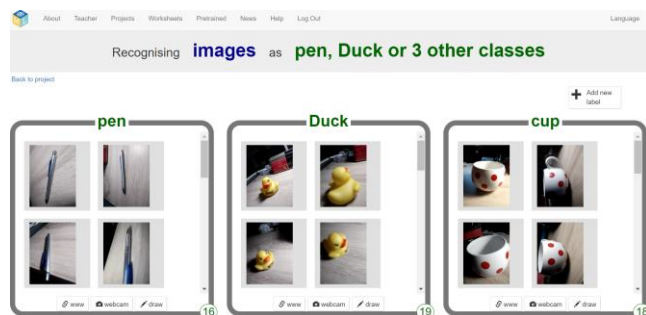 About Teacher Projects Worksheets Pretrained News Help Log Out Language
Recognising images as pen, Duck or 3 other classes
Back to project
Add new
label
pen Duck cup
www webcam draw www webcam draw www webcam draw
16 19 18